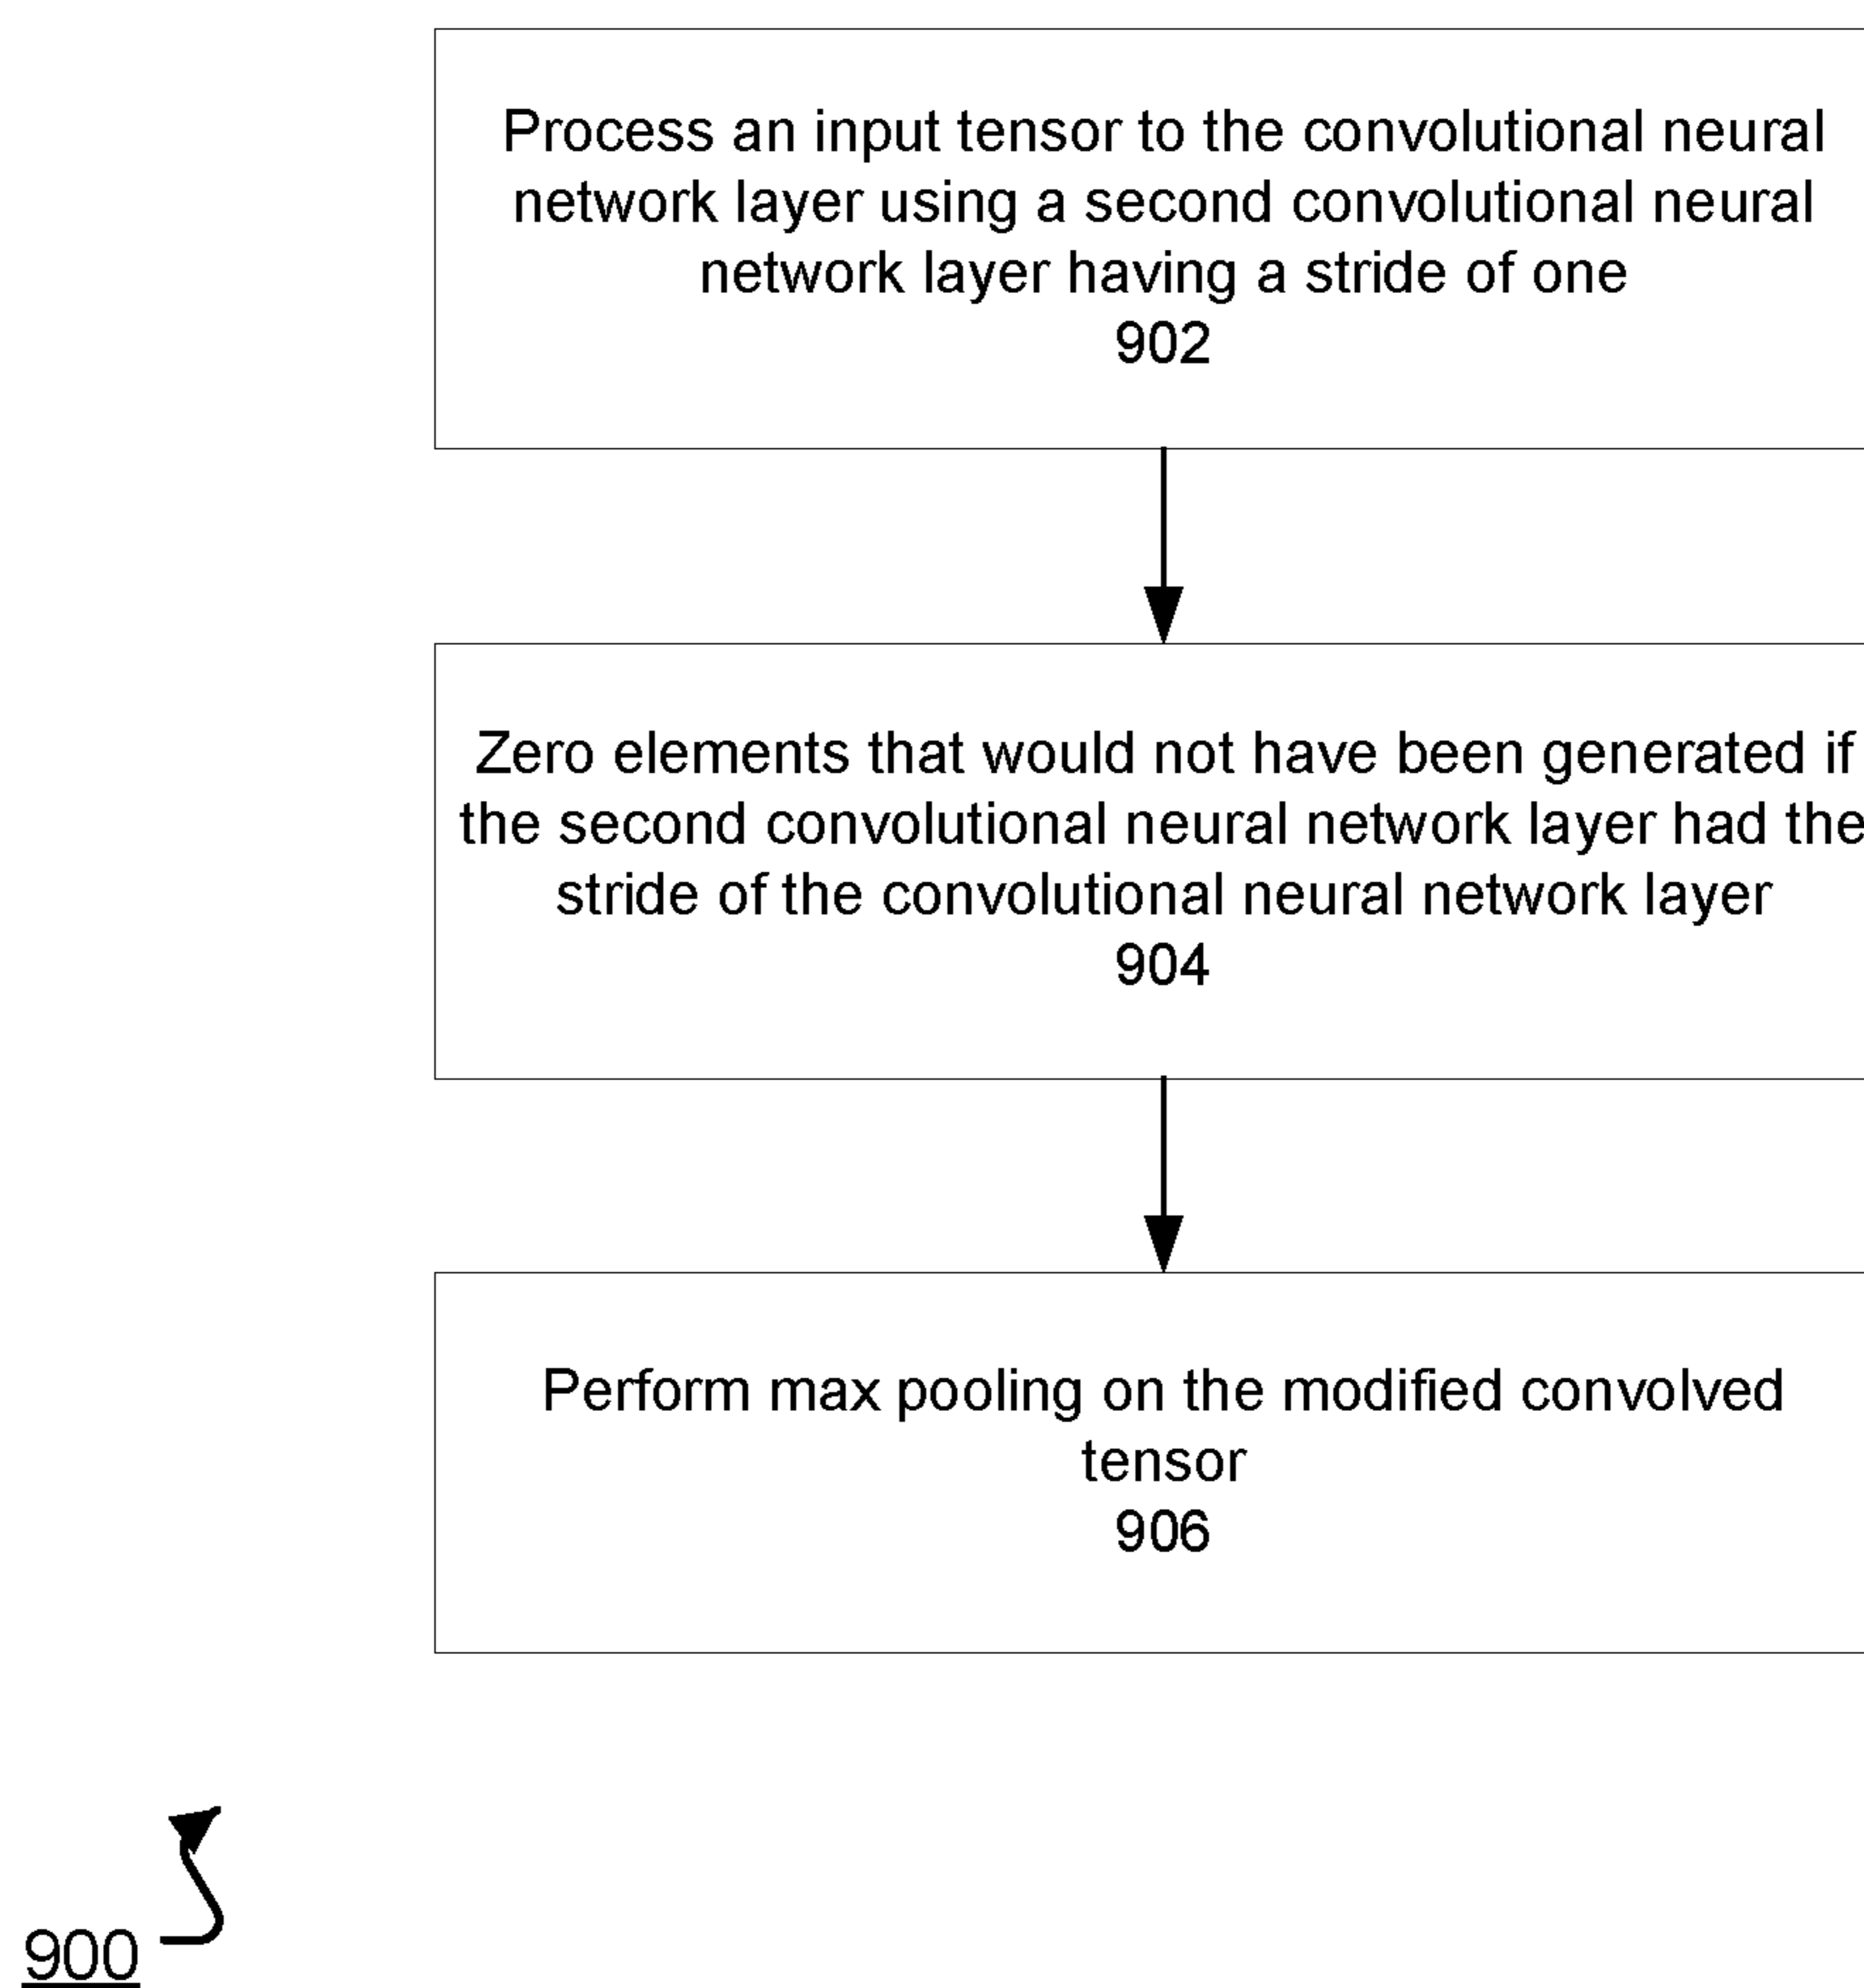 Process an input tensor to the convolutional neural
network layer using a second convolutional neural
network layer having a stride of one
902
Zero elements that would not have been generated if
the second convolutional neural network layer had the
stride of the convolutional neural network layer
904
Perform max pooling on the modified convolved
tensor
906
900